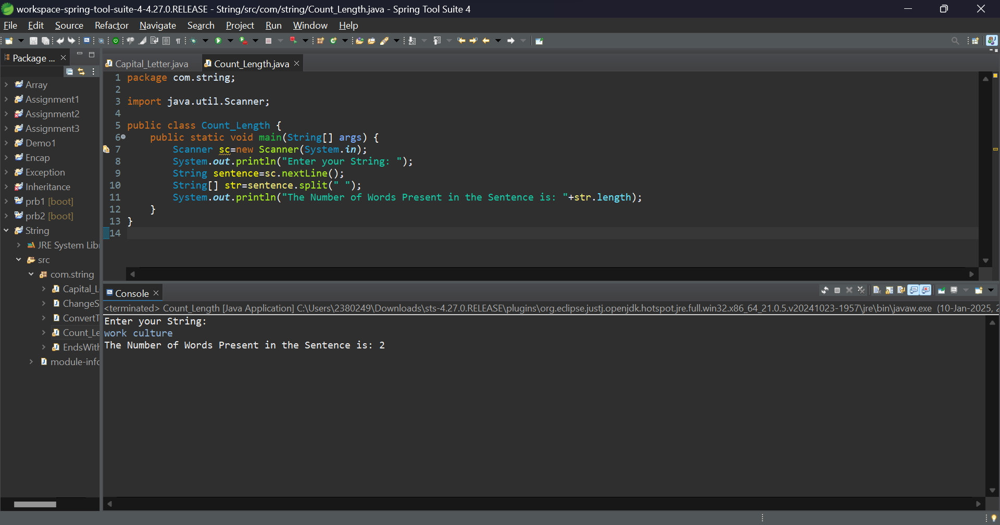 workspace-spring-tool-suite-4-4.27.0.RELEASE - String/src/com/string/Count_Length.java - Spring Tool Suite 4
File Edit Source Refactor Navigate Search Project Run Window Help
Package ...
Array
Assignment1
Assignment2
Assignment3
Demo1
Encap
Exception
Inheritance
prb1 [boot]
prb2 [boot]
String
JRE System Libr
src
com.string
Capital_L
ChangeS
ConvertT
Count_Le
EndsWith
module-info
Capital_Letter.java Count_Length.java
1 package com.string;
2
3 import java.util.Scanner;
4
5 public class Count_Length {
6 public static void main(String[] args) {
7 Scanner sc=new Scanner(System.in);
8 System.out.println("Enter your String: ");
9 String sentence=sc.nextLine();
10 String[] str=sentence.split(" ");
11 System.out.println("The Number of Words Present in the Sentence is: "+str.length);
12 }
13 }
14
Console
<terminated> Count_Length [Java Application] C:\Users\2380249\Downloads\sts-4.27.0.RELEASE\plugins\org.eclipse.justj.openjdk.hotspot.jre.full.win32.x86_64_21.0.5.v20241023-1957\jre\bin\javaw.exe (10-Jan-2025, 2
Enter your String:
work culture
The Number of Words Present in the Sentence is: 2